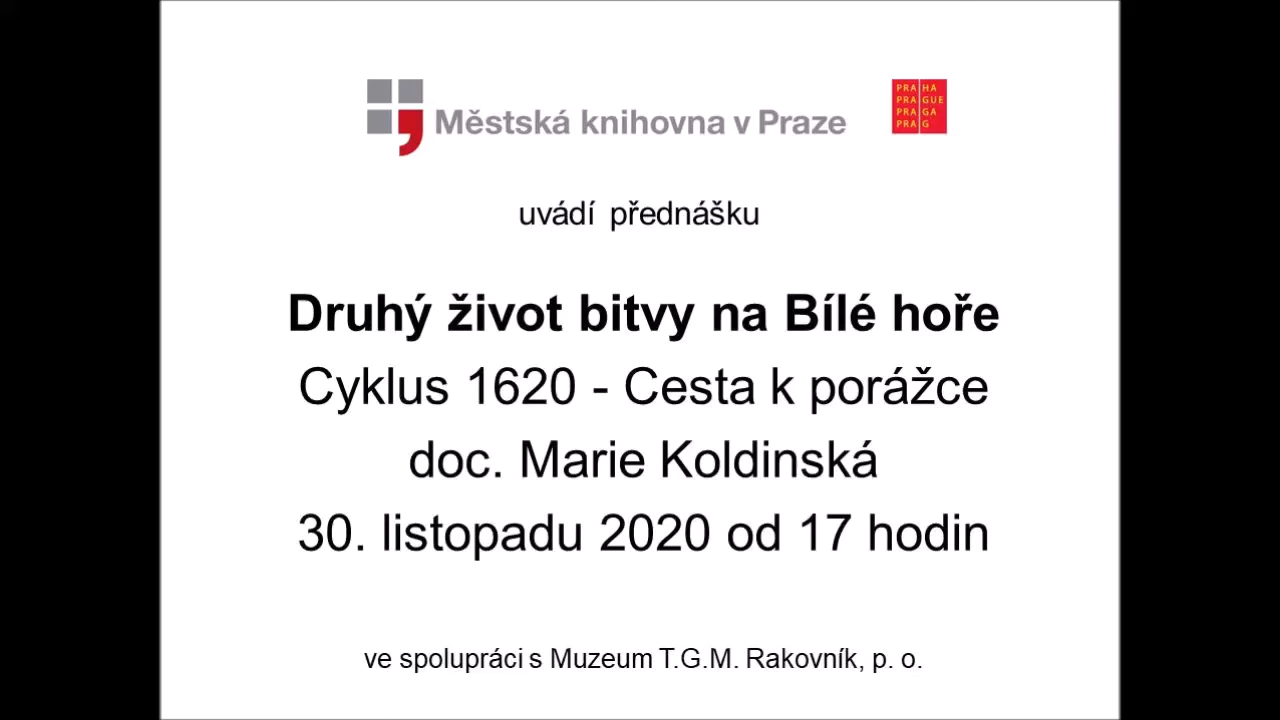 Městská knihovna v Praze
PRA HA
PRA GUE
PRA GA
PRA G
uvádí přednášku
Druhý život bitvy na Bílé hoře
Cyklus 1620 - Cesta k porážce
doc. Marie Koldinská
30. listopadu 2020 od 17 hodin
ve spolupráci s Muzeum T.G.M. Rakovník, p. o.